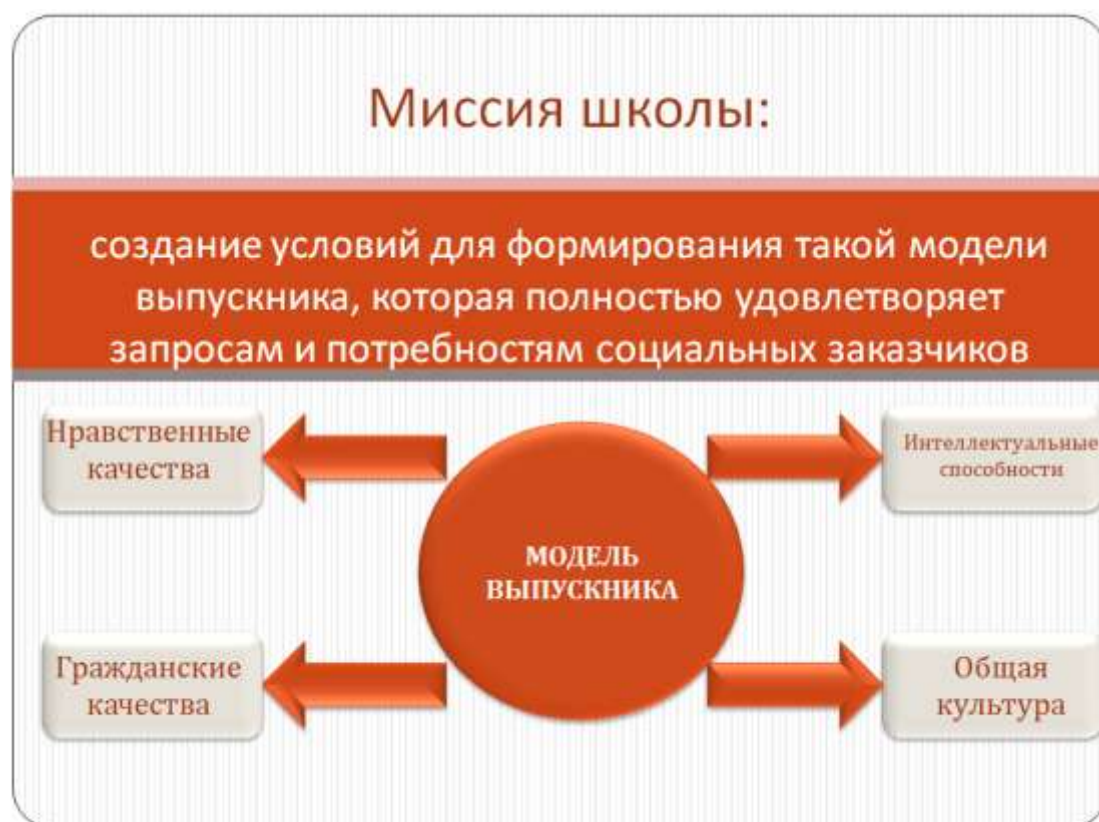 Миссия школы:
создание условий для формирования такой модели
выпускника, которая полностью удовлетворяет
запросам и потребностям социальных заказчиков
Нравственные
качества
Интеллектуальные
способности
МОДЕЛЬ
ВЫПУСКНИКА
Гражданские
качества
Общая
культура